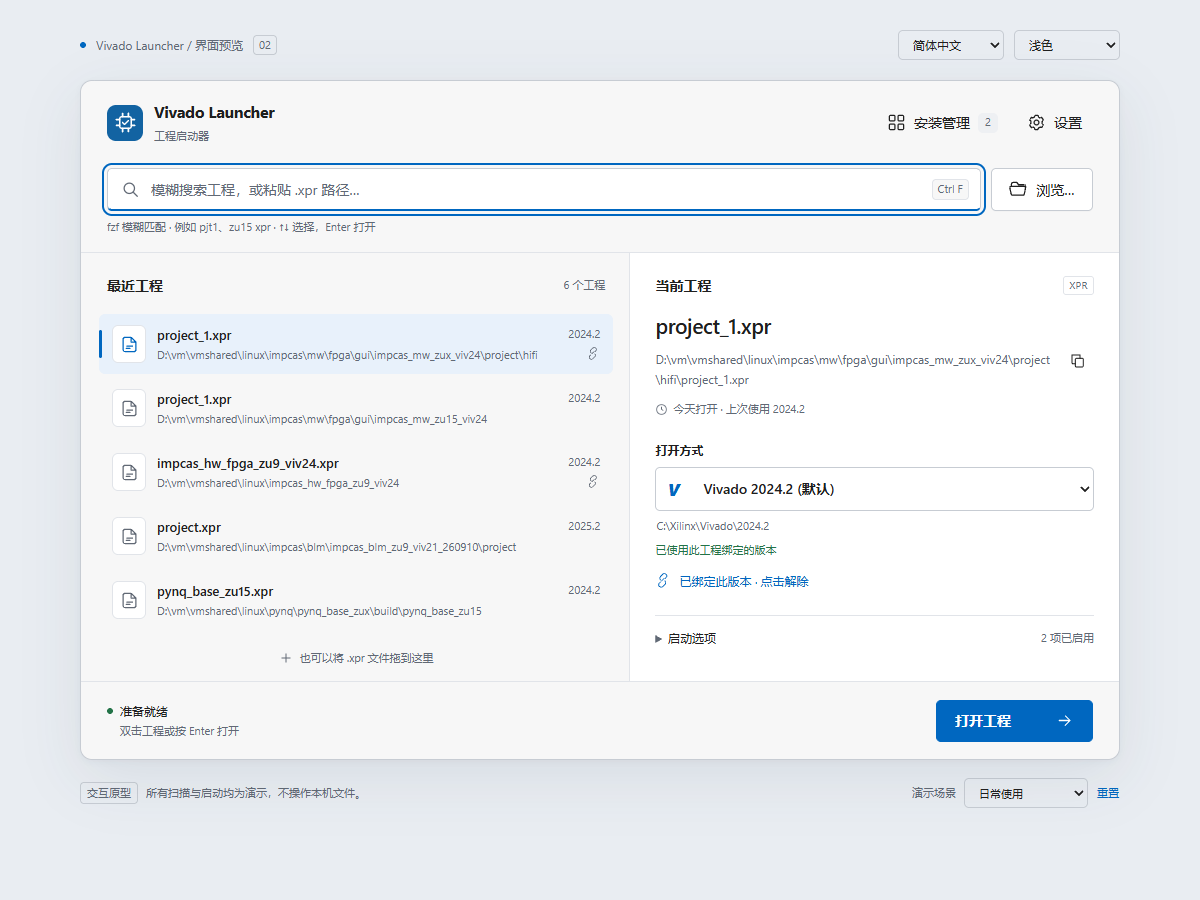 Vivado Launcher / 界面预览 02
简体中文
浅色
Vivado Launcher
工程启动器
安装管理 2
设置
模糊搜索工程，或粘贴 .xpr 路径...
Ctrl F
浏览...
fzf 模糊匹配 · 例如 pjt1、zu15 xpr · ↑↓ 选择，Enter 打开
最近工程
6 个工程
project_1.xpr
2024.2
D:\vm\vmshared\linux\impcas\mw\fpga\gui\impcas_mw_zux_viv24\project\hifi
project_1.xpr
2024.2
D:\vm\vmshared\linux\impcas\mw\fpga\gui\impcas_mw_zu15_viv24
impcas_hw_fpga_zu9_viv24.xpr
2024.2
D:\vm\vmshared\linux\impcas_hw_fpga_zu9_viv24
project.xpr
2025.2
D:\vm\vmshared\linux\impcas\blm\impcas_blm_zu9_viv21_260910\project
pynq_base_zu15.xpr
2024.2
D:\vm\vmshared\linux\pynq\pynq_base_zux\build\pynq_base_zu15
也可以将 .xpr 文件拖到这里
当前工程
XPR
project_1.xpr
D:\vm\vmshared\linux\impcas\mw\fpga\gui\impcas_mw_zux_viv24\project
\hifi\project_1.xpr
今天打开 · 上次使用 2024.2
打开方式
V Vivado 2024.2 (默认)
C:\Xilinx\Vivado\2024.2
已使用此工程绑定的版本
已绑定此版本 · 点击解除
启动选项
2 项已启用
准备就绪
双击工程或按 Enter 打开
打开工程
交互原型 所有扫描与启动均为演示，不操作本机文件。
演示场景
日常使用
重置